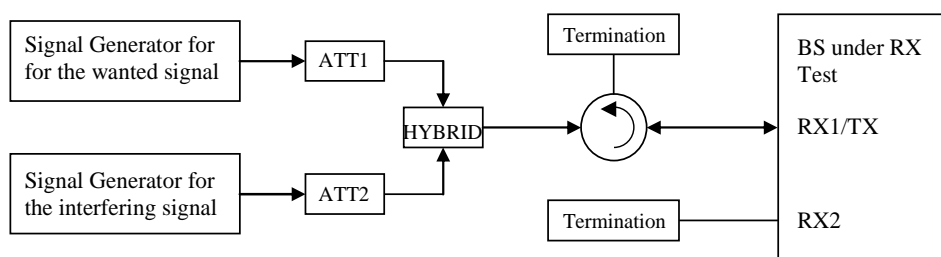 Signal Generator for
for the wanted signal
ATT1
HYBRID
Signal Generator for
the interfering signal
ATT2
Termination
Termination
BS under RX
Test
RX1/TX
RX2